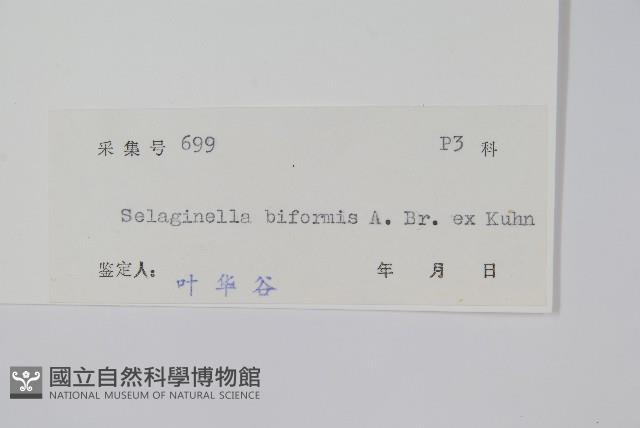 采集号 699 P3 科
Selaginella biformis A. Br. ex Kuhn
鉴定人: 叶华谷 年 月 日
國立自然科學博物館
NATIONAL MUSEUM OF NATURAL SCIENCE